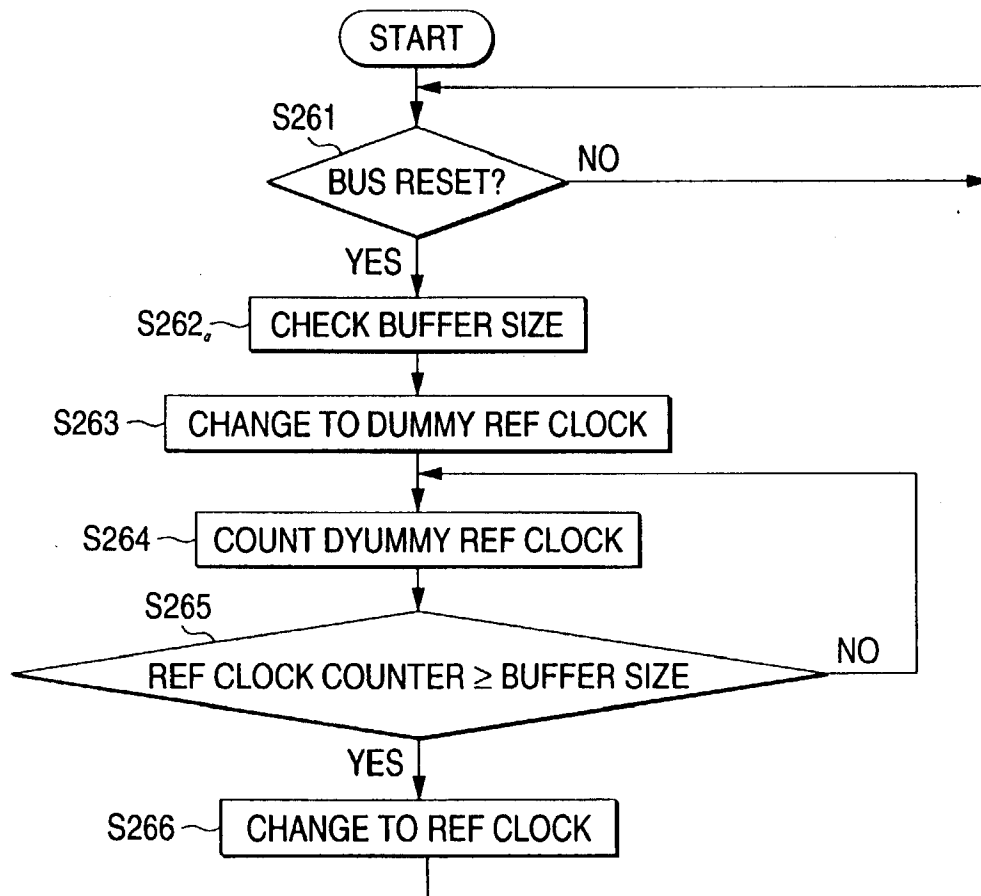 START
S261
BUS RESET?
NO
YES
S262
CHECK BUFFER SIZE
S263
CHANGE TO DUMMY REF CLOCK
S264
COUNT DYUMMY REF CLOCK
S265
REF CLOCK COUNTER ≥ BUFFER SIZE
NO
YES
S266
CHANGE TO REF CLOCK